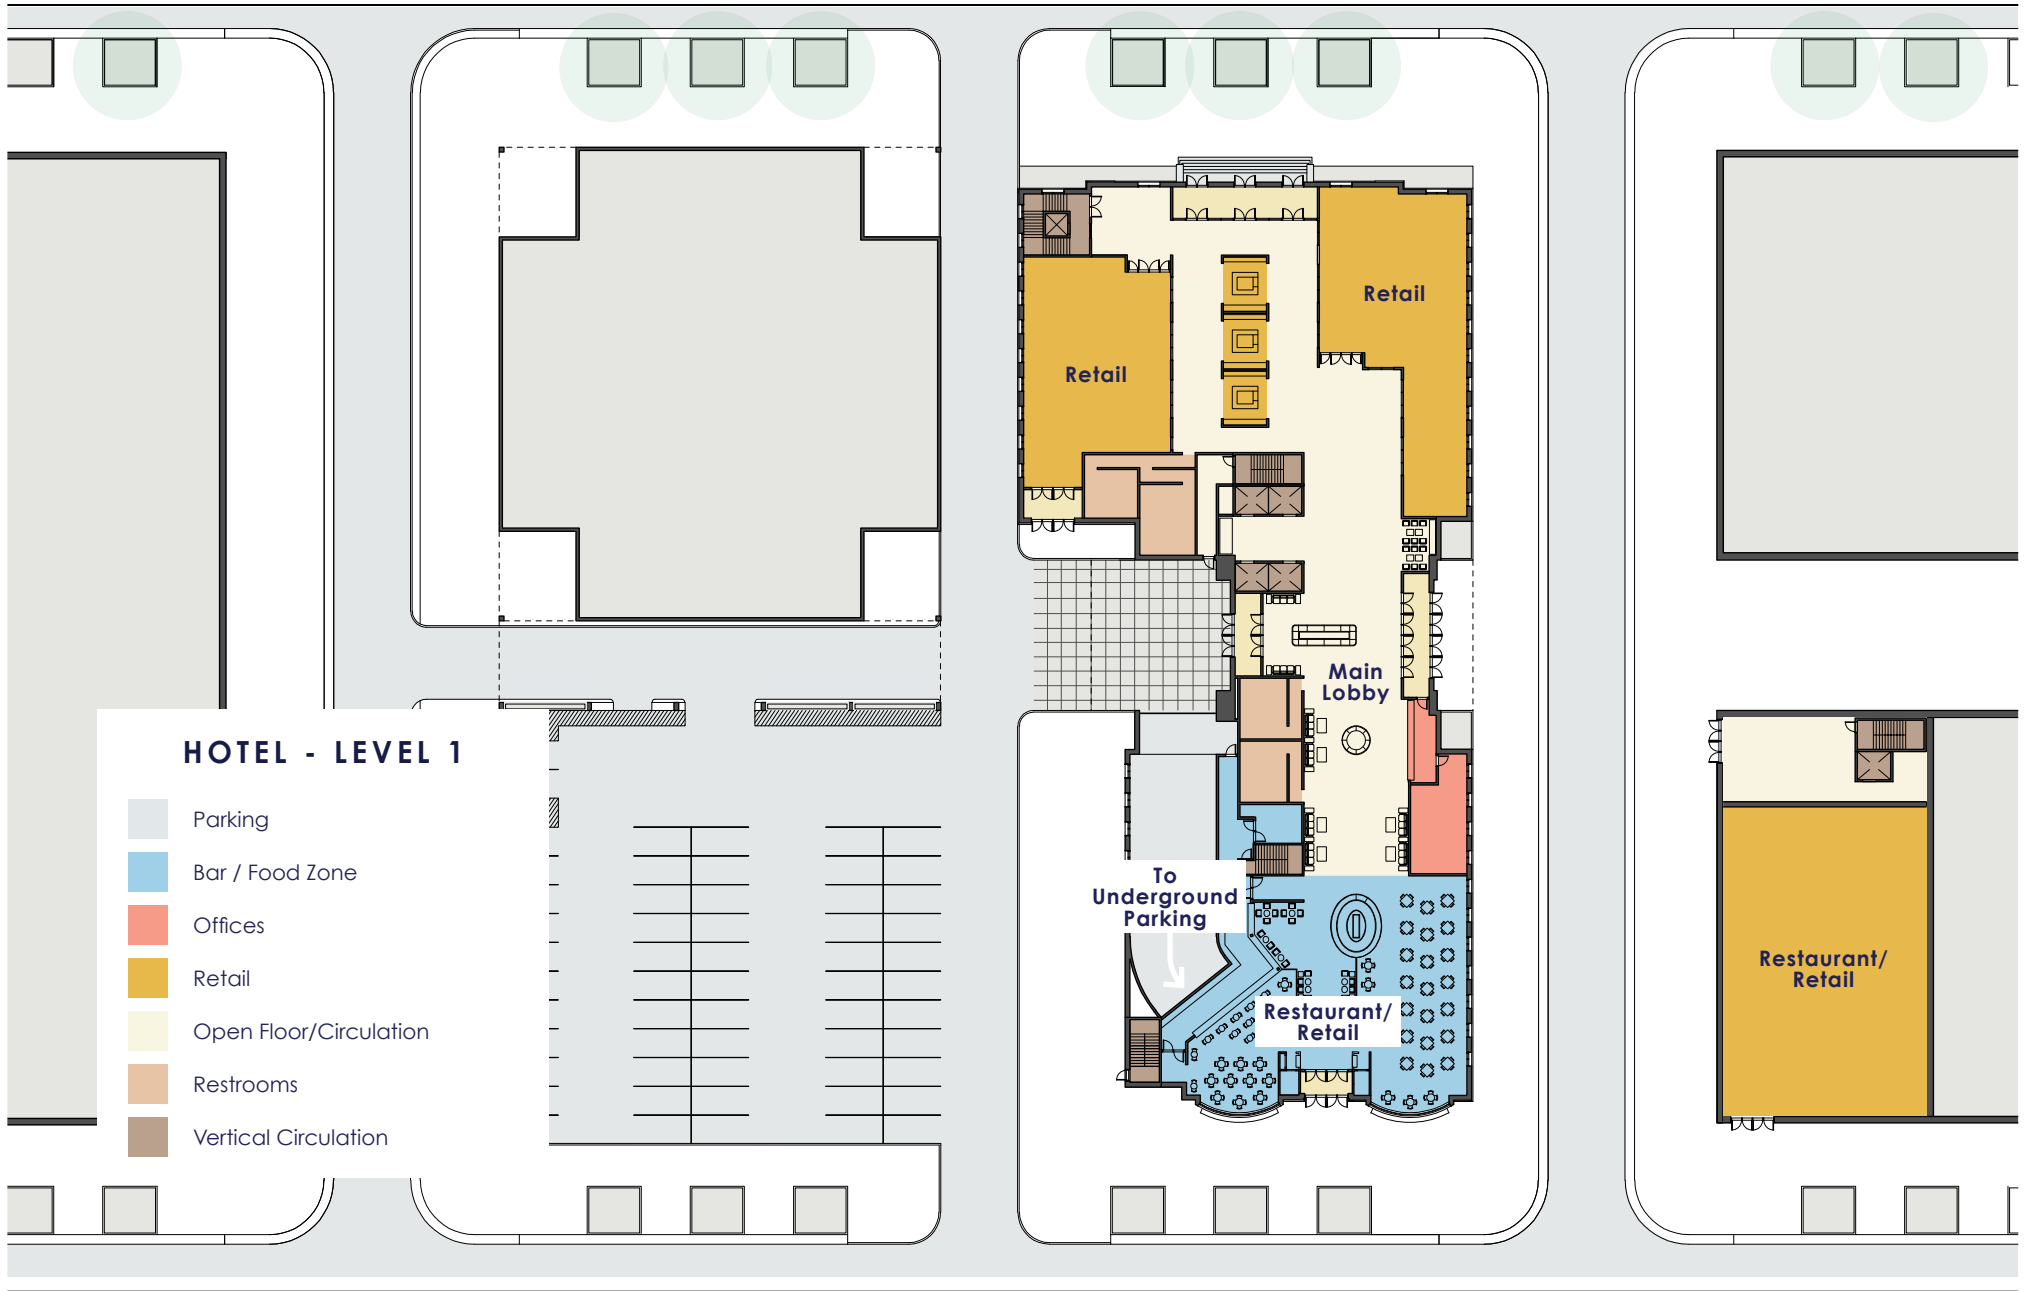 Retail
Retail
Main
Lobby
HOTEL - LEVEL 1
Parking
Bar / Food Zone
Offices
Retail
Open Floor/Circulation
Restrooms
Vertical Circulation
To
Underground
Parking
Restaurant/
Retail
Restaurant/
Retail